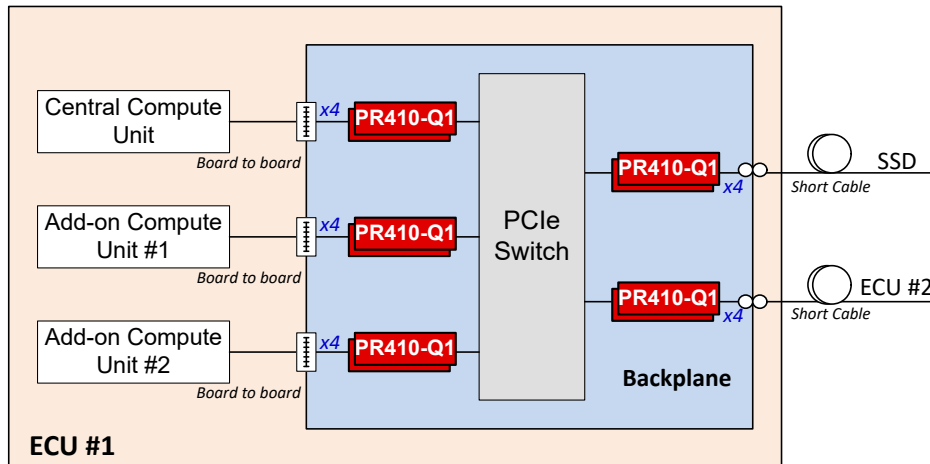 Central Compute
Unit
x4
PR410-Q1
Board to board
Add-on Compute
Unit #1
x4
PR410-Q1
Board to board
Add-on Compute
Unit #2
x4
PR410-Q1
Board to board
PCIe
Switch
PR410-Q1
x4
SSD
Short Cable
PR410-Q1
x4
ECU #2
Short Cable
Backplane
ECU #1